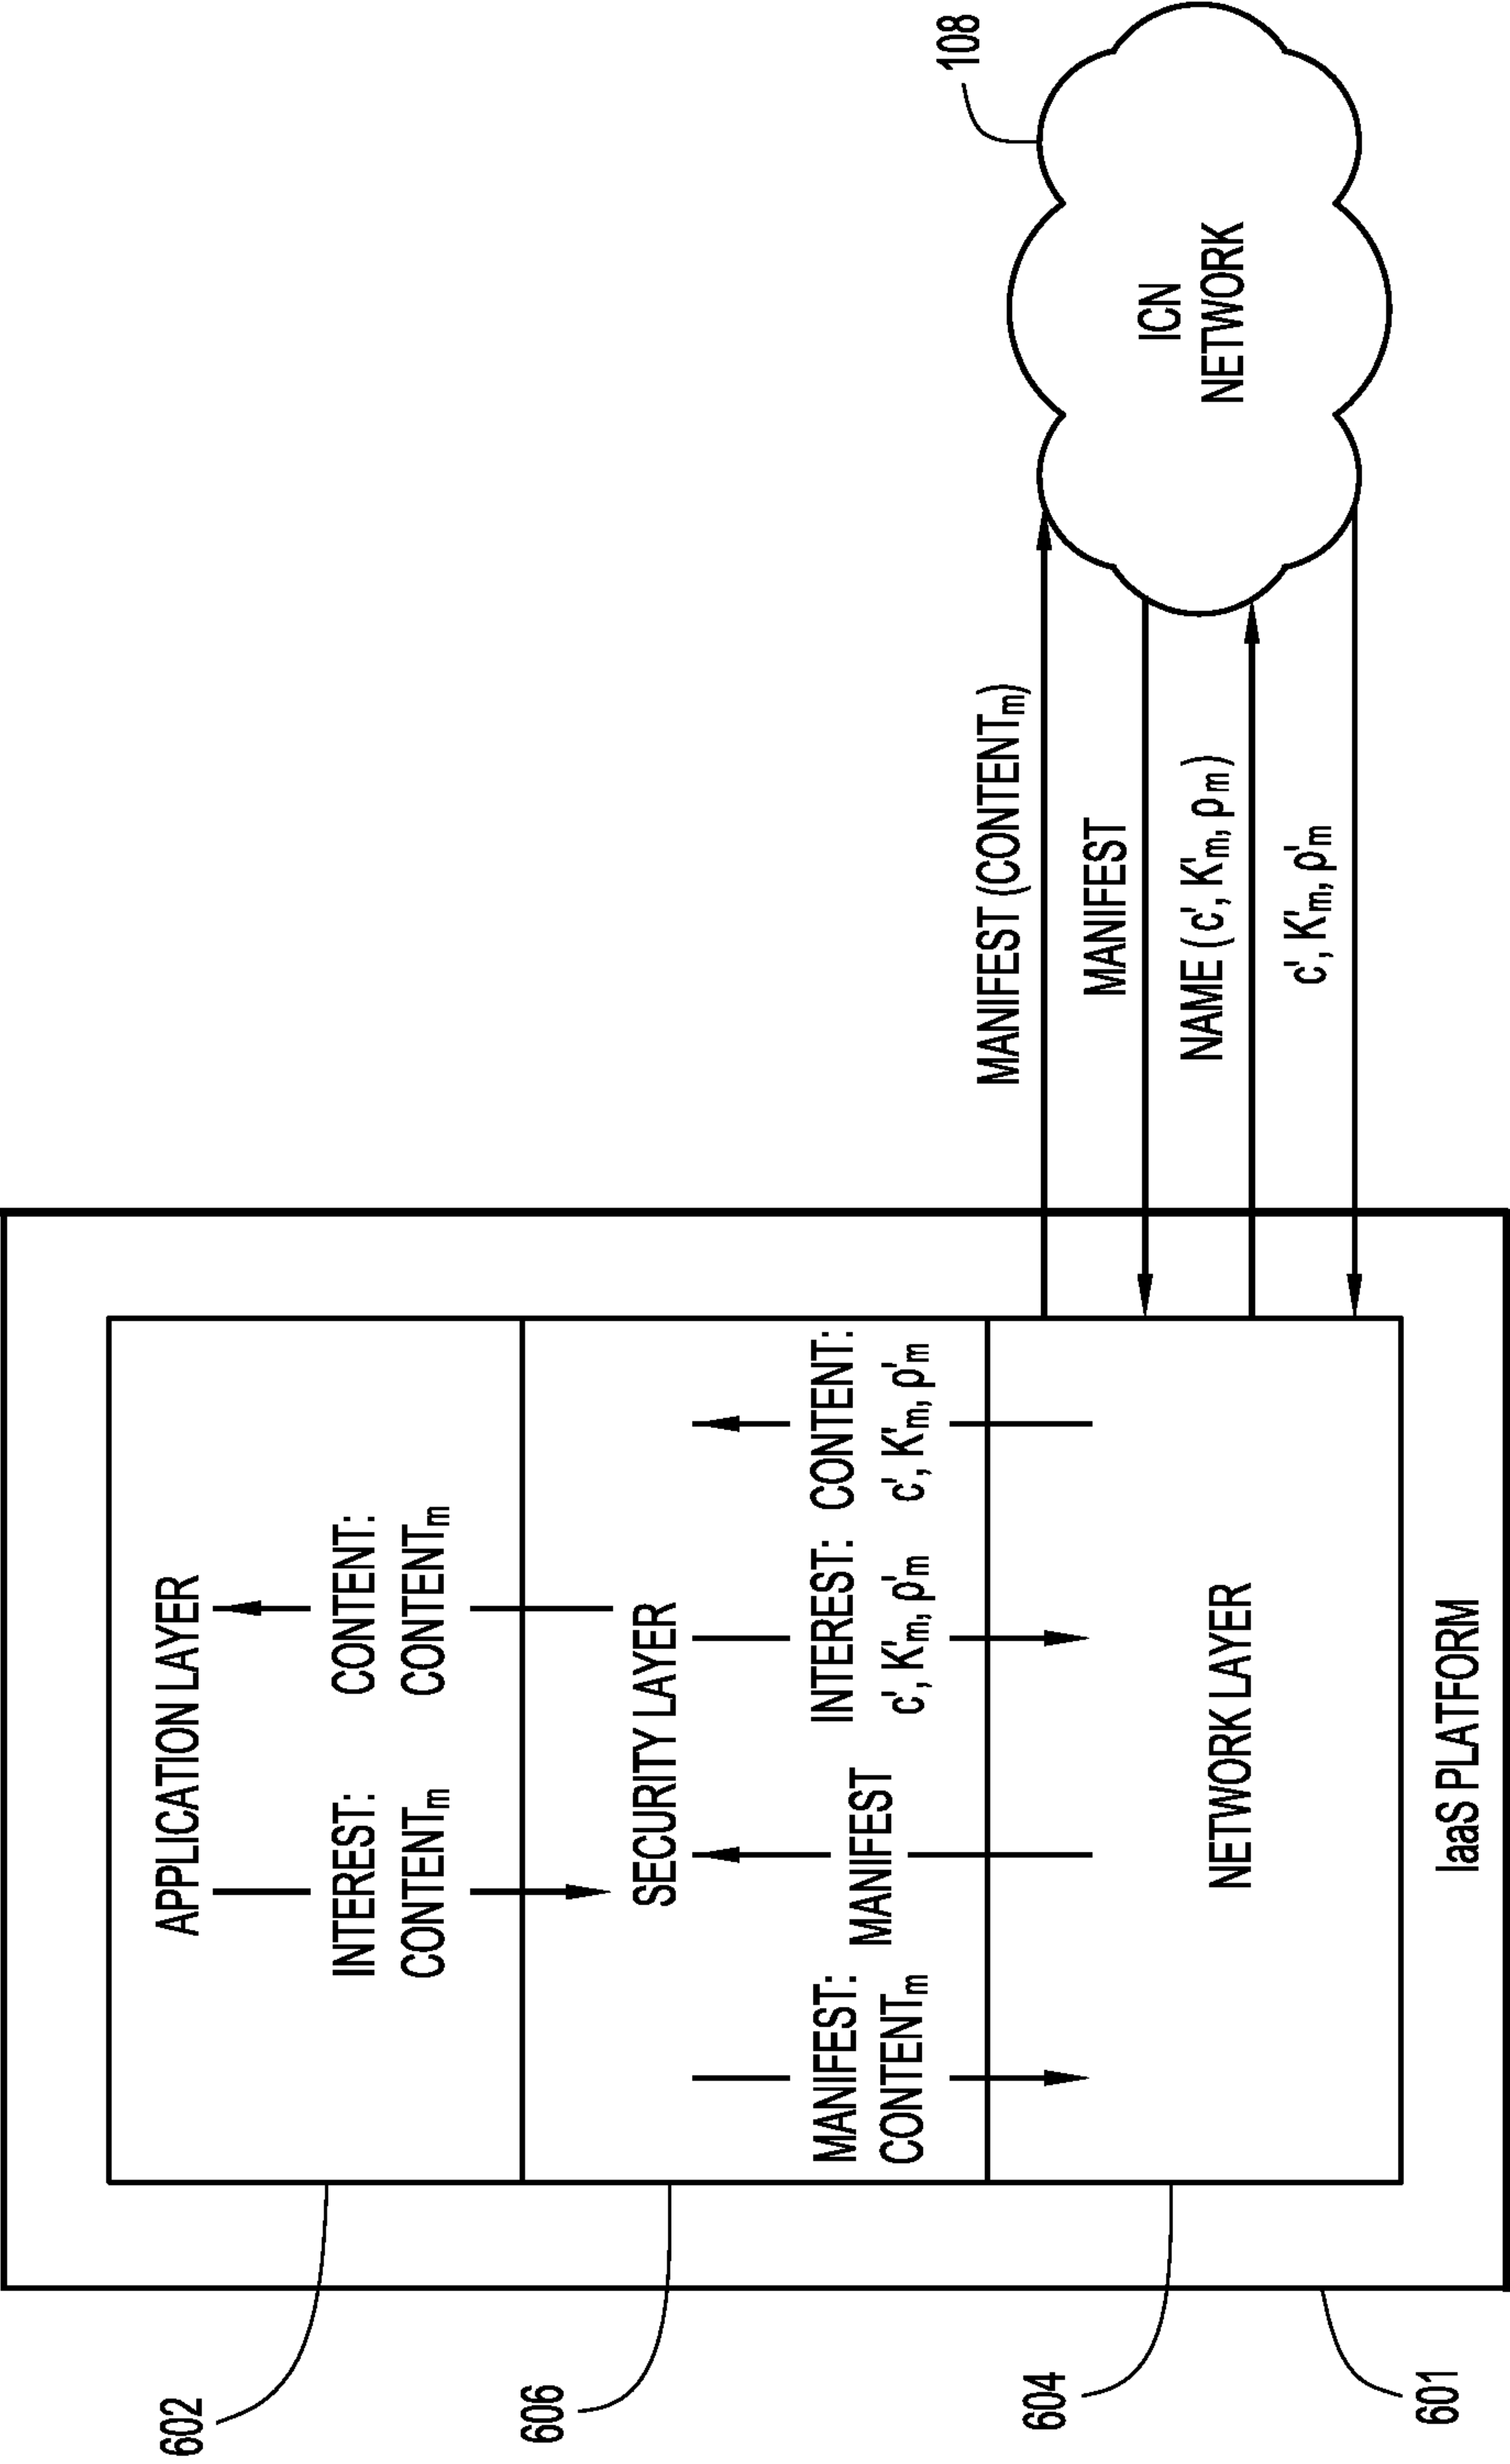 602
APPLICATION LAYER
INTEREST:
CONTENTₘ
CONTENT:
CONTENTₘ
606
SECURITY LAYER
MANIFEST:
CONTENTₘ
MANIFEST
INTEREST:
c', K'ₘ, ρ'ₘ
CONTENT:
c', K'ₘ, ρ'ₘ
604
NETWORK LAYER
601
IaaS PLATFORM
MANIFEST (CONTENTₘ)
MANIFEST
NAME (c', K'ₘ, ρₘ)
c', K'ₘ, ρ'ₘ
108
ICN
NETWORK